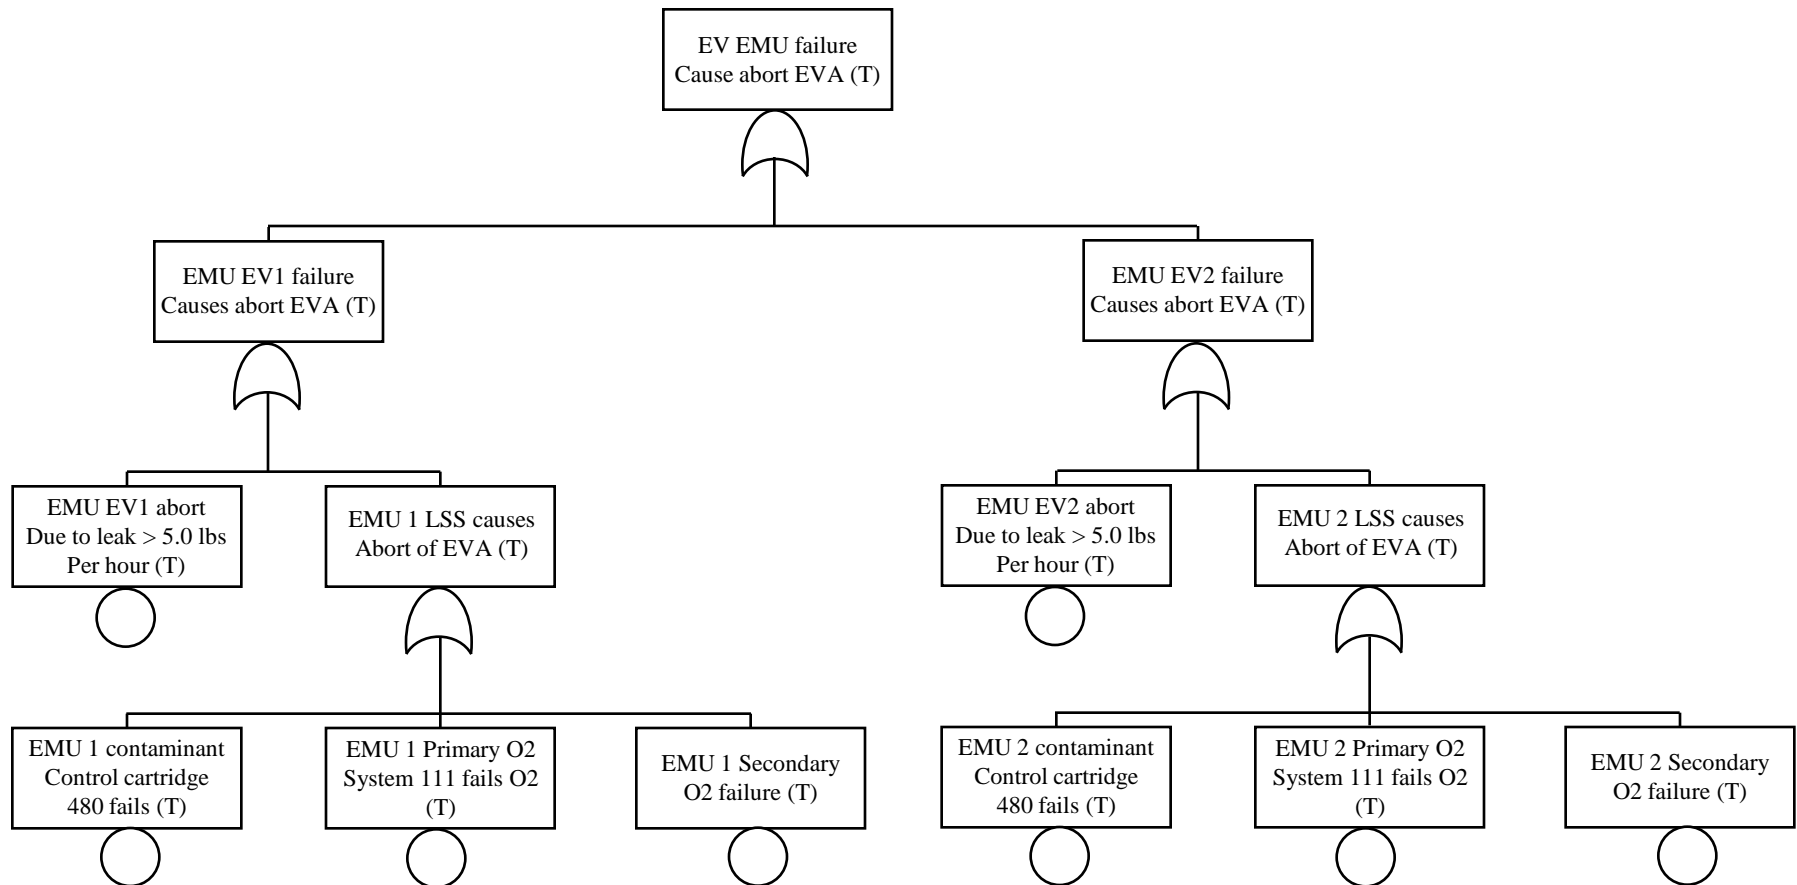 EV EMU failure
Cause abort EVA (T)
EMU EV1 failure
Causes abort EVA (T)
EMU EV2 failure
Causes abort EVA (T)
EMU EV1 abort
Due to leak > 5.0 lbs
Per hour (T)
EMU 1 LSS causes
Abort of EVA (T)
EMU EV2 abort
Due to leak > 5.0 lbs
Per hour (T)
EMU 2 LSS causes
Abort of EVA (T)
EMU 1 contaminant
Control cartridge
480 fails (T)
EMU 1 Primary O2
System 111 fails O2
(T)
EMU 1 Secondary
O2 failure (T)
EMU 2 contaminant
Control cartridge
480 fails (T)
EMU 2 Primary O2
System 111 fails O2
(T)
EMU 2 Secondary
O2 failure (T)